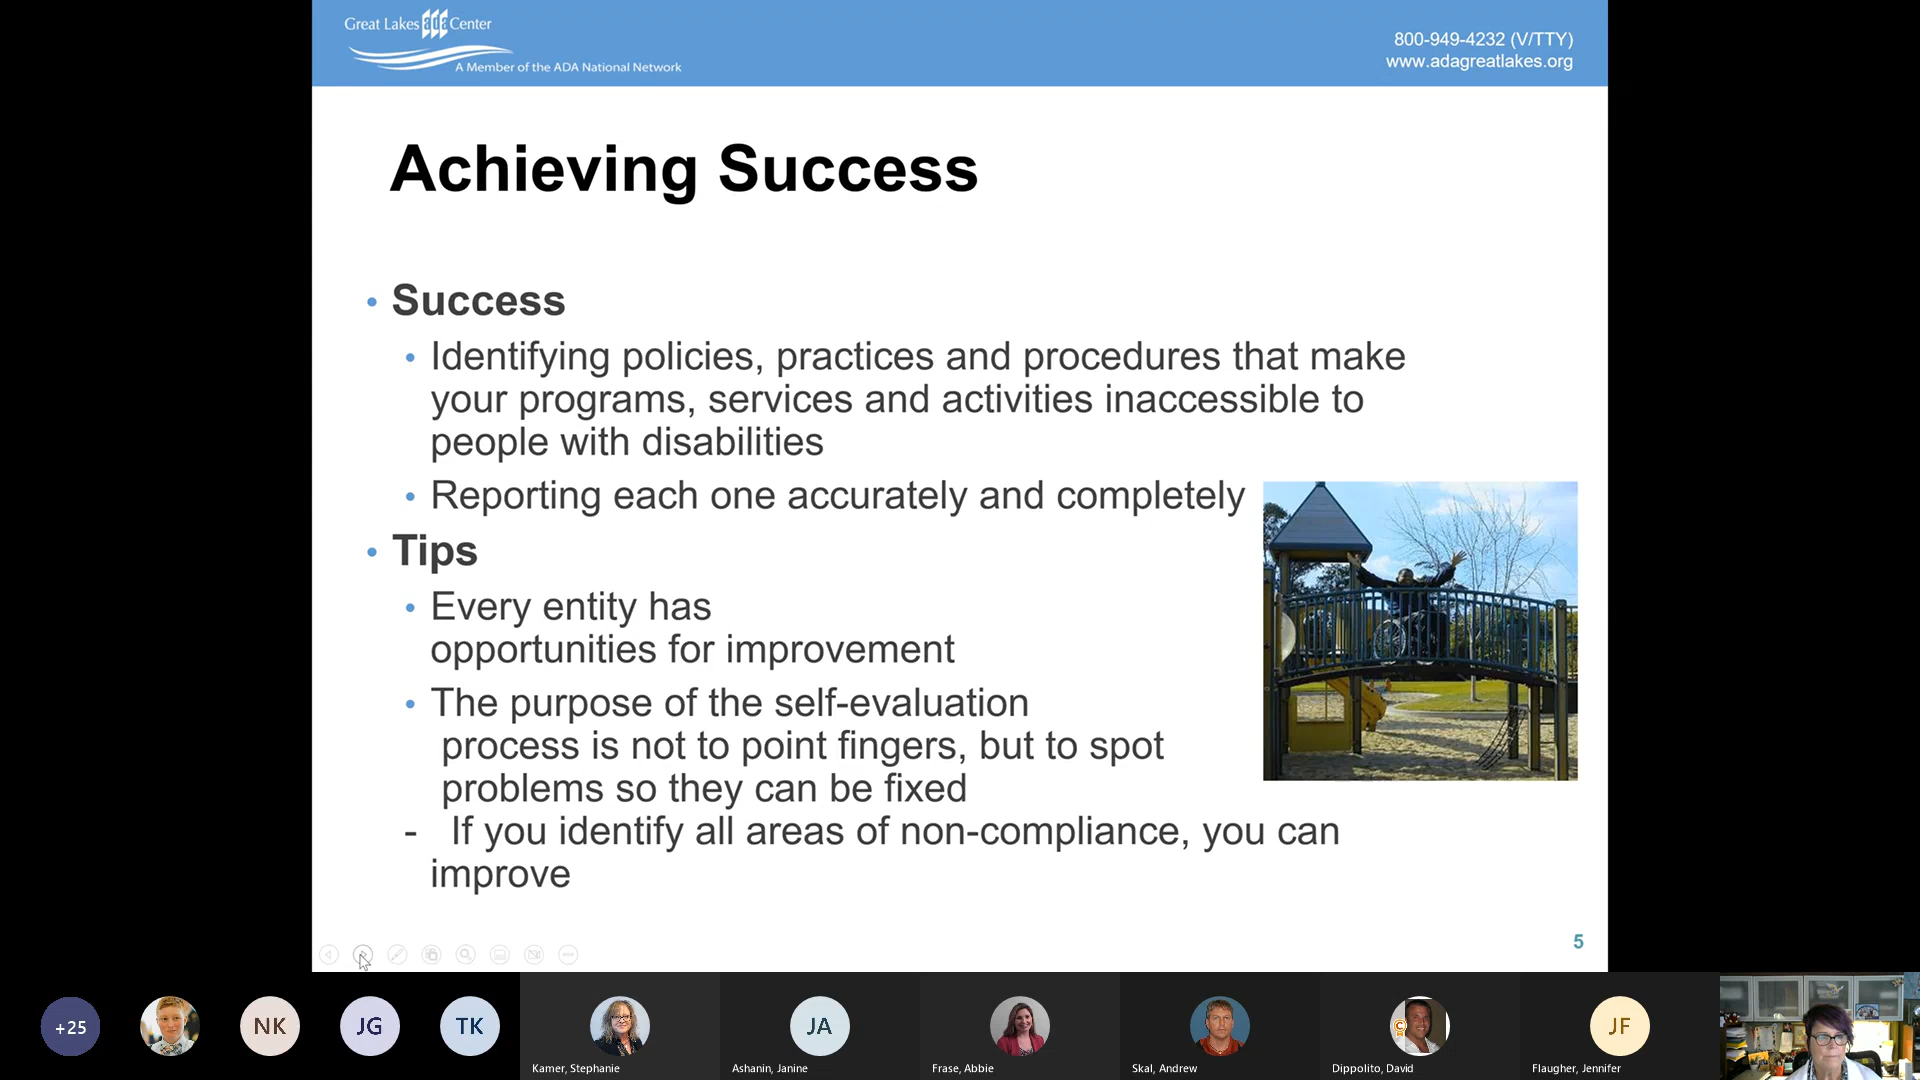 Great Lakes ada Center
A Member of the ADA National Network
800-949-4232 (V/TTY)
www.adagreatlakes.org
Achieving Success
• Success
• Identifying policies, practices and procedures that make
your programs, services and activities inaccessible to
people with disabilities
• Reporting each one accurately and completely
• Tips
• Every entity has
opportunities for improvement
• The purpose of the self-evaluation
process is not to point fingers, but to spot
problems so they can be fixed
- If you identify all areas of non-compliance, you can
improve
5
+25
NK
JG
TK
JA
JF
Kamer, Stephanie
Ashanin, Janine
Frase, Abbie
Skal, Andrew
Dippolito, David
Flaugher, Jennifer